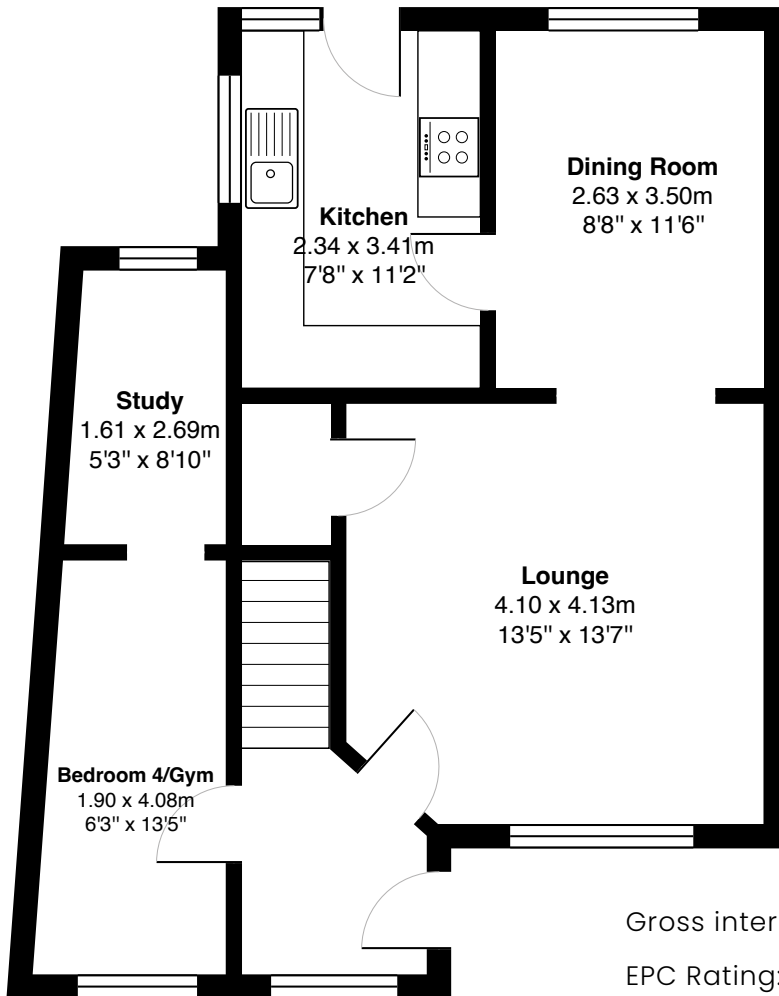 Dining Room
2.63 x 3.50m
8'8" x 11'6"
Kitchen
2.34 x 3.41m
7'8" x 11'2"
Study
1.61 x 2.69m
5'3" x 8'10"
Lounge
4.10 x 4.13m
13'5" x 13'7"
Bedroom 4/Gym
1.90 x 4.08m
6'3" x 13'5"
Gross inter
EPC Rating: